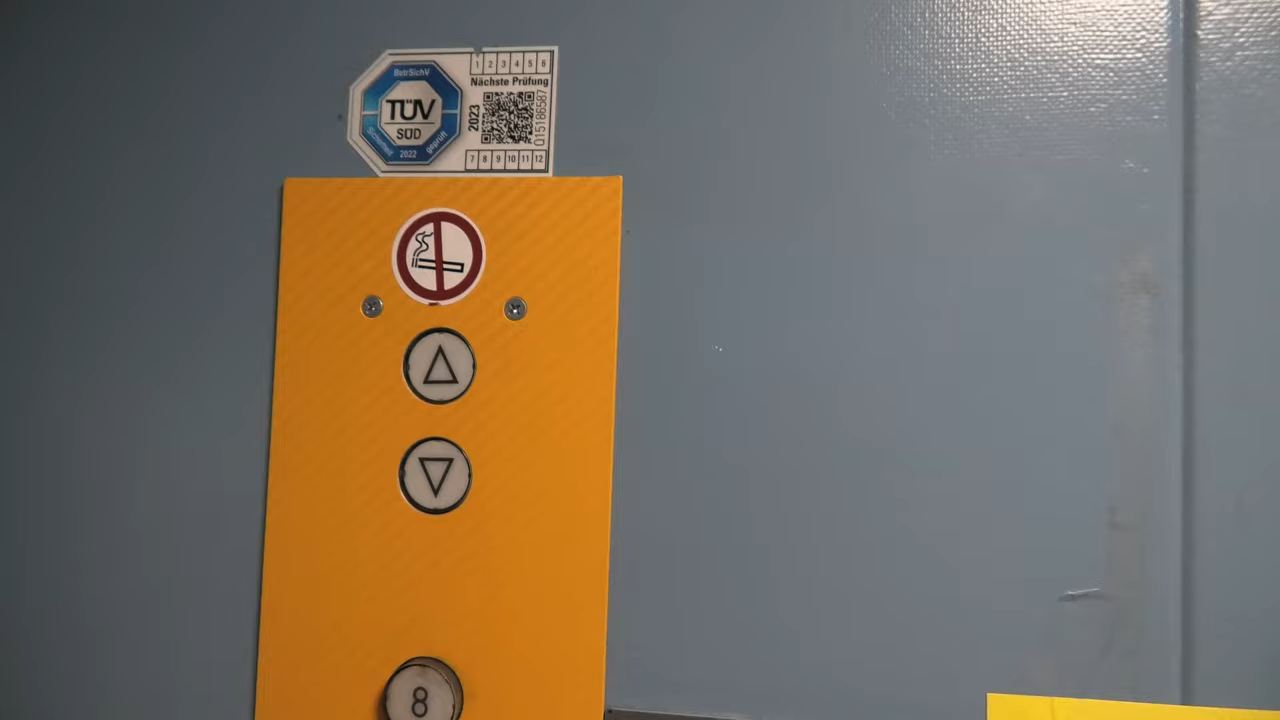 BetrSichV
TÜV
SÜD
Sicherheit
geprüft
2022
1 2 3 4 5 6
Nächste Prüfung
2023
Q15186587
7 8 9 10 11 12
8